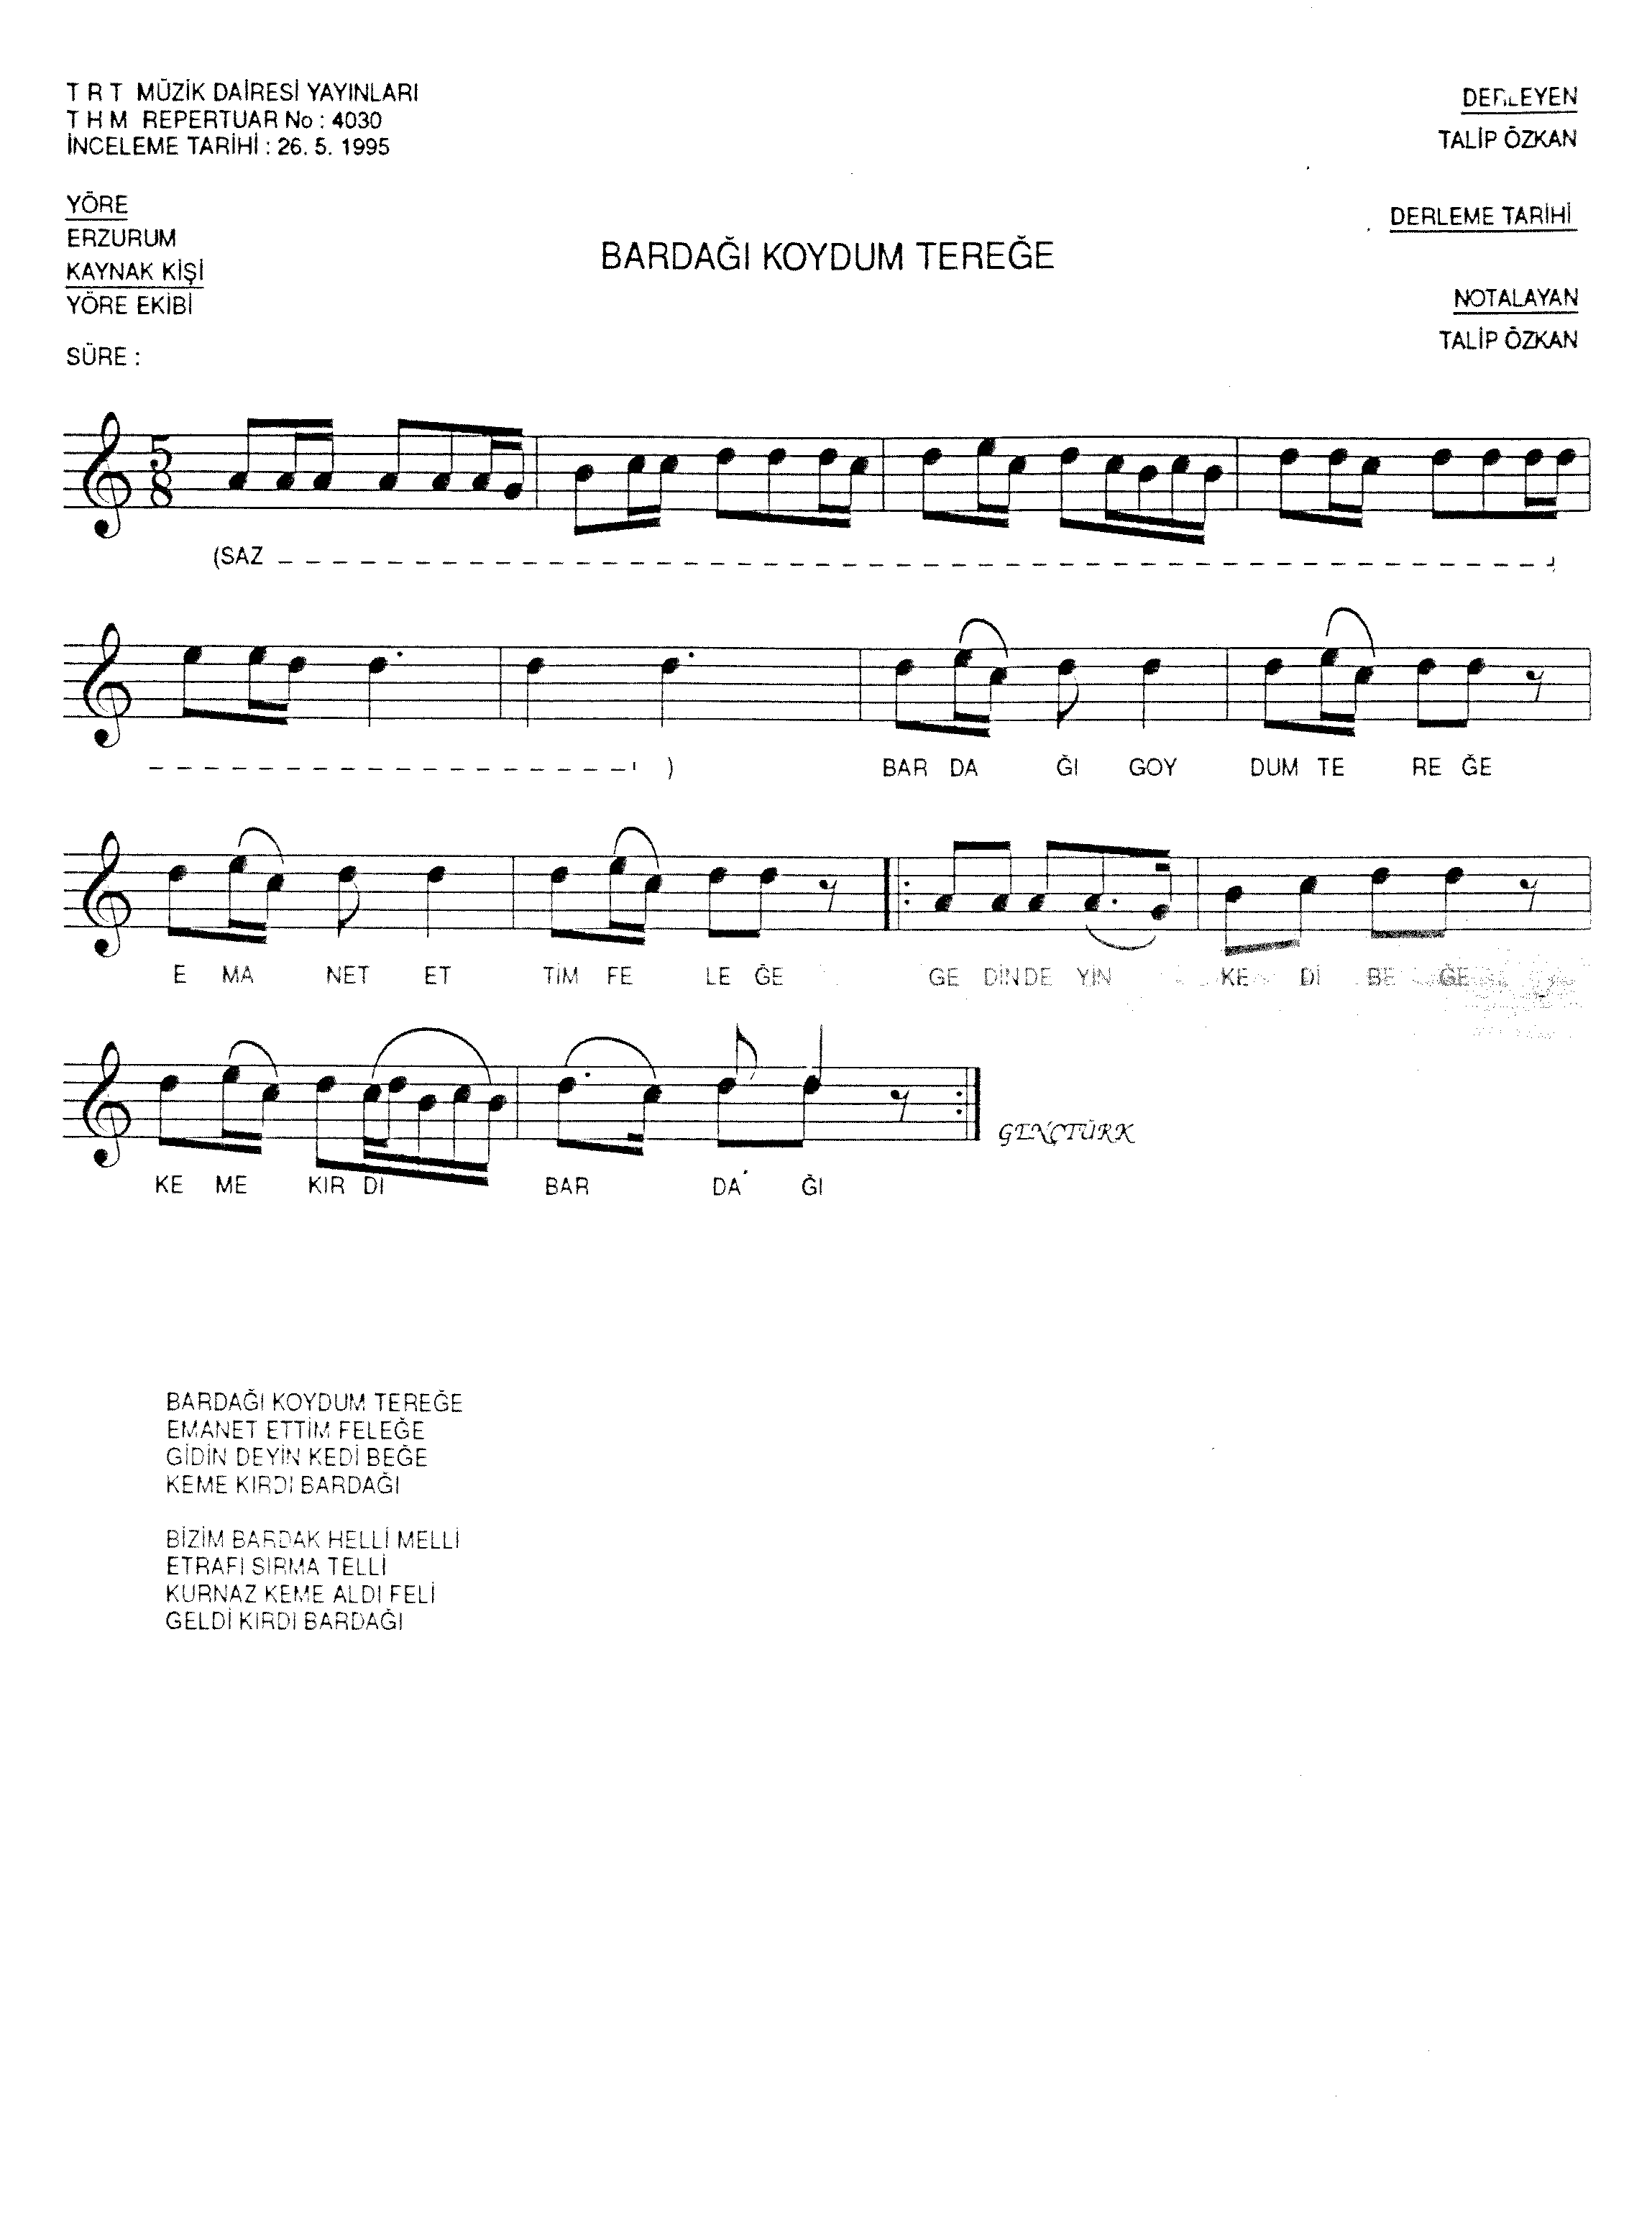 T R T MÜZİK DAİRESİ YAYINLARI
T H M REPERTUAR No : 4030
İNCELEME TARİHİ : 26. 5. 1995
DERLEYEN
TALİP ÖZKAN
YÖRE
ERZURUM
KAYNAK KİŞİ
YÖRE EKİBİ
SÜRE :
BARDAĞI KOYDUM TEREĞE
DERLEME TARİHİ
NOTALAYAN
TALİP ÖZKAN
5
8
(SAZ
)
BAR DA ĞI GOY DUM TE RE ĞE
E MA NET ET TİM FE LE ĞE GE DİN DE YİN KE Dİ BE ĞE
KE ME KIR DI BAR DA ĞI
GENÇTÜRK
BARDAĞI KOYDUM TEREĞE
EMANET ETTİM FELEĞE
GİDİN DEYİN KEDİ BEĞE
KEME KIRDI BARDAĞI
BİZİM BARDAK HELLİ MELLİ
ETRAFI SIRMA TELLİ
KURNAZ KEME ALDI FELİ
GELDİ KIRDI BARDAĞI